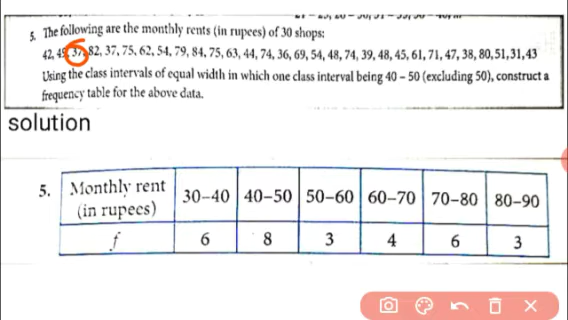 5. The following are the monthly rents (in rupees) of 30 shops:
42, 49, 37, 82, 37, 75, 62, 54, 79, 84, 75, 63, 44, 74, 36, 69, 54, 48, 74, 39, 48, 45, 61, 71, 47, 38, 80, 51, 31, 43
Using the class intervals of equal width in which one class interval being 40 – 50 (excluding 50), construct a
frequency table for the above data.
solution
5. Monthly rent (in rupees) 30–40 40–50 50–60 60–70 70–80 80–90
f 6 8 3 4 6 3